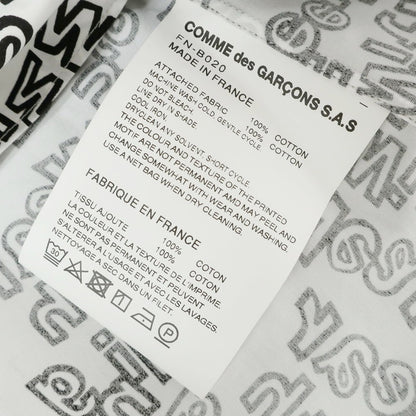 COMME des GARÇONS S.A.S
FN-B020
MADE IN FRANCE
100% COTTON
ATTACHED FABRIC 100% COTTON
MACHINE WASH COLD, GENTLE CYCLE.
DO NOT BLEACH.
LINE DRY IN SHADE
COOL IRON.
DRYCLEAN ANY SOLVENT, SHORT CYCLE.
THE COLOUR AND TEXTURE OF THE PRINTED
MOTIF ARE NOT PERMANENT AND MAY PEEL AND
CHANGE SOMEWHAT WITH WEAR AND WASHING.
USE A NET BAG WHEN DRY CLEANING.
FABRIQUE EN FRANCE
100% COTON
TISSU AJOUTE 100% COTON
LA COULEUR ET LA TEXTURE DE L'IMPRIME
NE SONT PAS PERMANENT ET PEUVENT
S'ALTERER A L'USAGE ET AVEC LES LAVAGES.
NETTOYAGE A SEC DANS UN FILET.